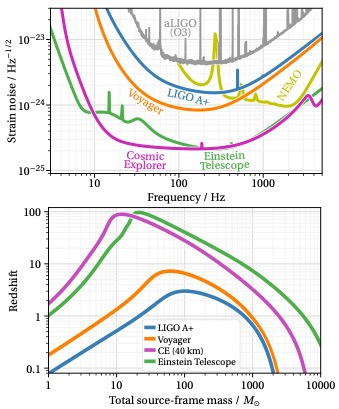 10⁻²³
10⁻²⁴
10⁻²⁵
Strain noise / Hz⁻¹/²
aLIGO
(O3)
LIGO A+
Voyager
NEMO
Cosmic
Explorer
Einstein
Telescope
10
100
1000
Frequency / Hz
100
10
1
0.1
Redshift
LIGO A+
Voyager
CE (40 km)
Einstein Telescope
1
10
100
1000
10000
Total source-frame mass / M⊙